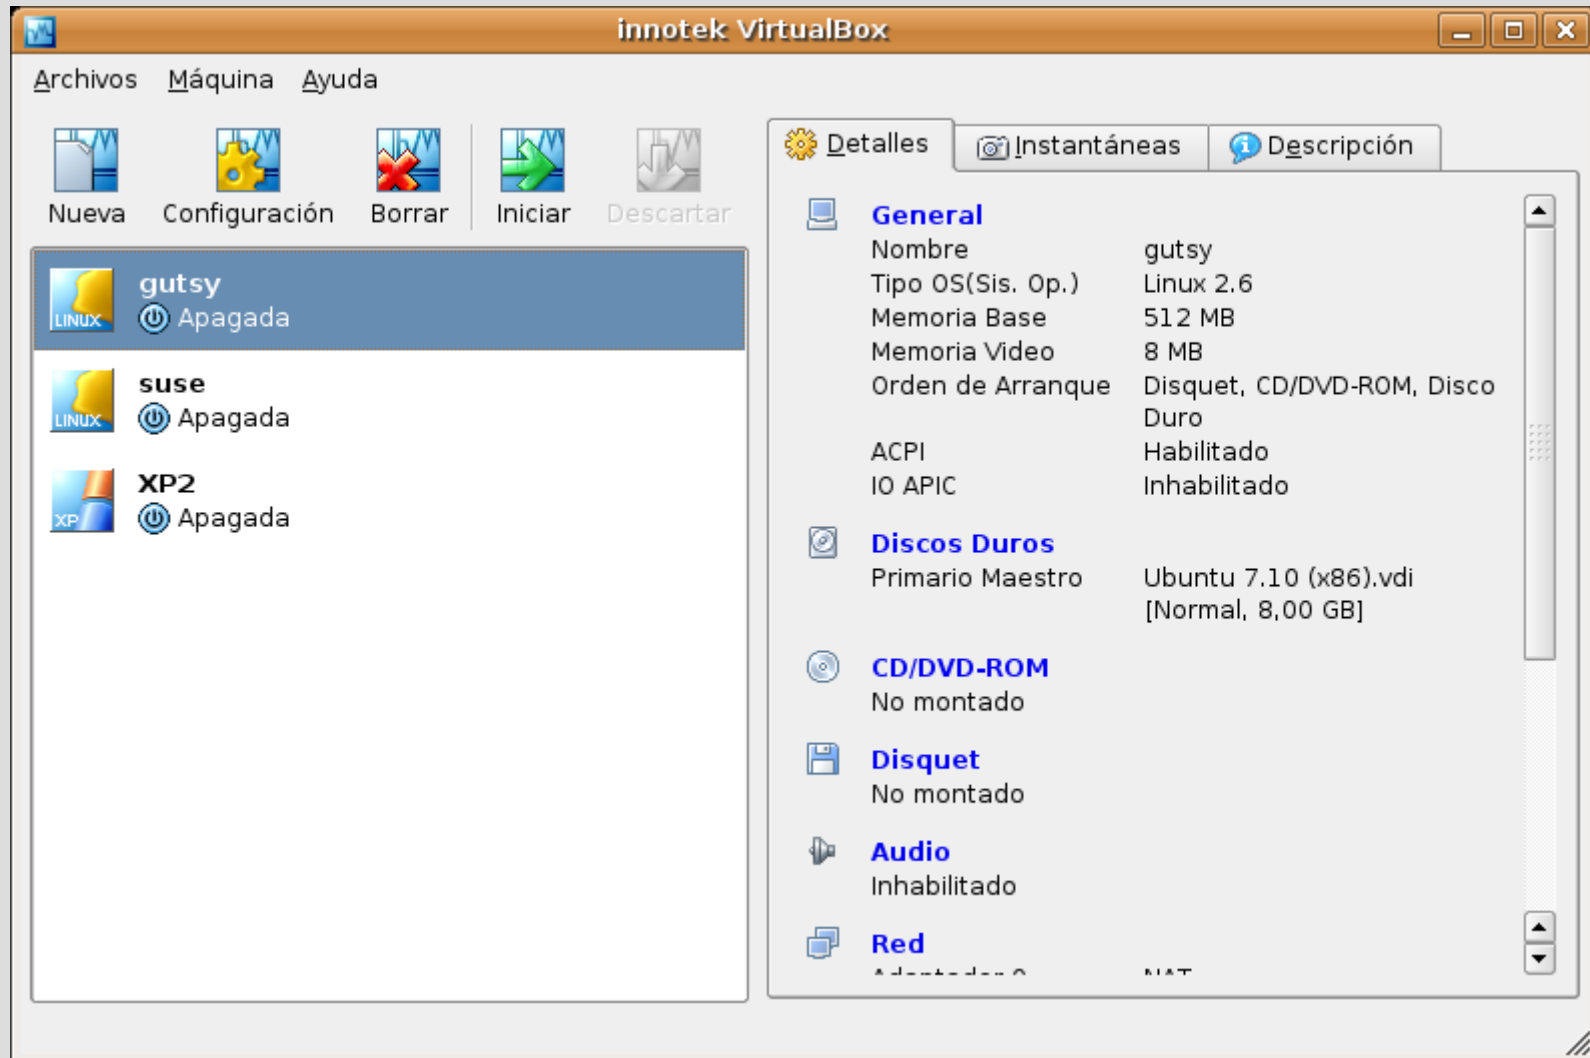 innotek VirtualBox
Archivos Máquina Ayuda
Nueva Configuración Borrar Iniciar Descartar
gutsy
Apagada
suse
Apagada
XP2
Apagada
LINUX
LINUX
XP
Detalles Instantáneas Descripción
General
Nombre gutsy
Tipo OS(Sis. Op.) Linux 2.6
Memoria Base 512 MB
Memoria Video 8 MB
Orden de Arranque Disquet, CD/DVD-ROM, Disco
Duro
ACPI Habilitado
IO APIC Inhabilitado
Discos Duros
Primario Maestro Ubuntu 7.10 (x86).vdi
[Normal, 8,00 GB]
CD/DVD-ROM
No montado
Disquet
No montado
Audio
Inhabilitado
Red
Adaptador 0 NAT